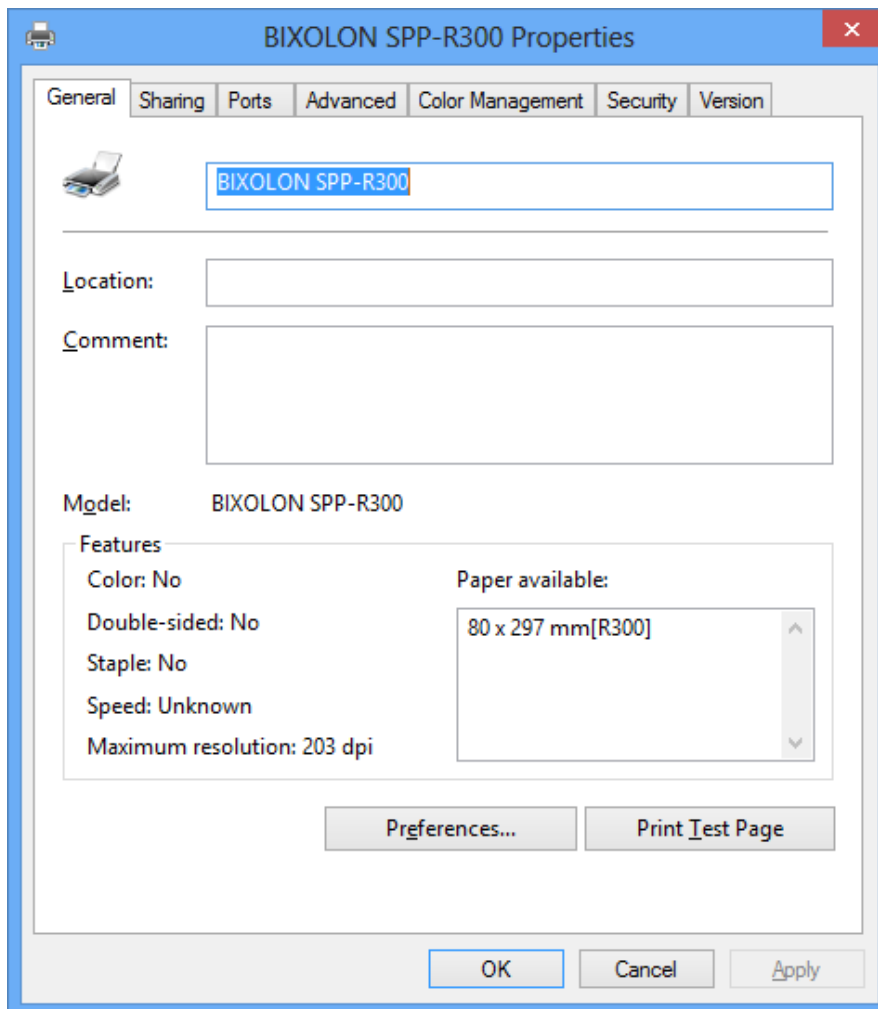 BIXOLON SPP-R300 Properties
General Sharing Ports Advanced Color Management Security Version
BIXOLON SPP-R300
Location:
Comment:
Model: BIXOLON SPP-R300
Features
Color: No Paper available:
Double-sided: No 80 x 297 mm[R300]
Staple: No
Speed: Unknown
Maximum resolution: 203 dpi
Preferences... Print Test Page
OK Cancel Apply